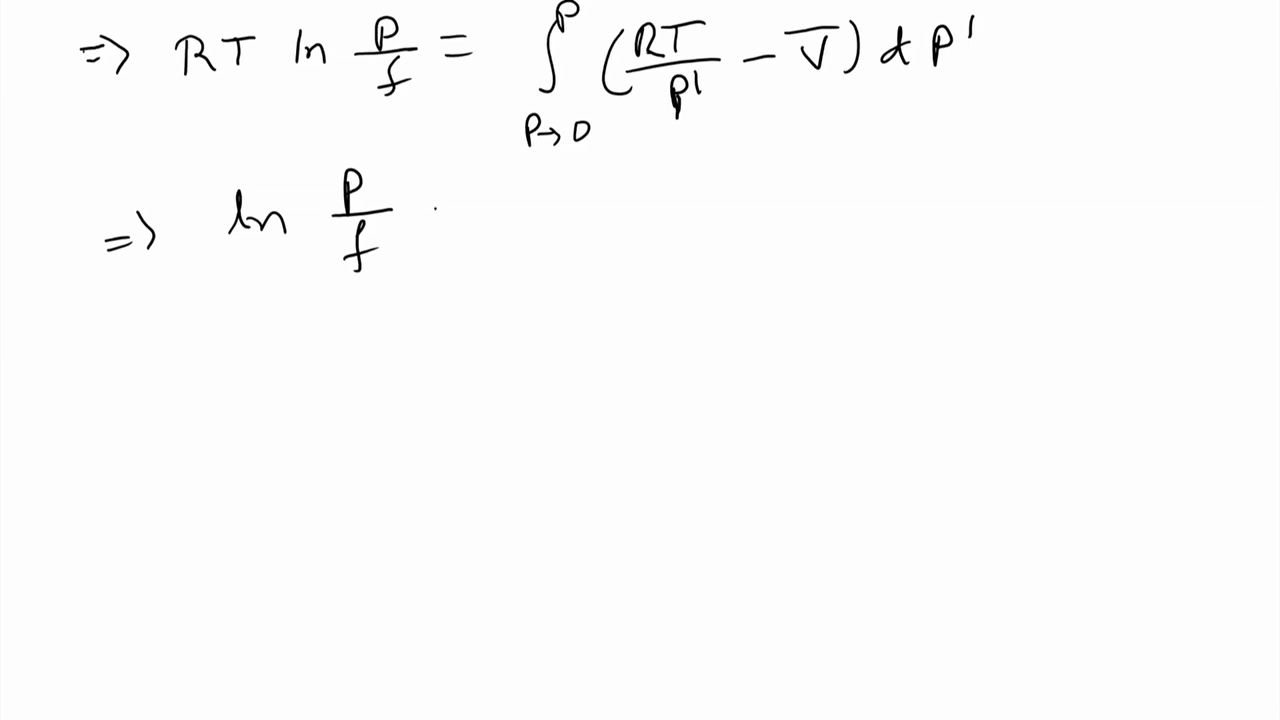 => RT ln P/f = ∫_{P→0}^{P} (RT/P' - V̅) dP'
=> ln P/f